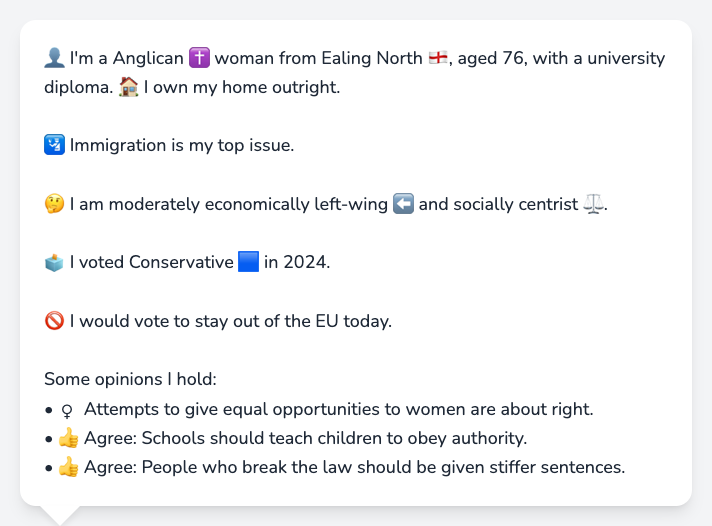 👤 I'm a Anglican ✝️ woman from Ealing North 🏴󠁧󠁢󠁥󠁮󠁧󠁿, aged 76, with a university
diploma. 🏠 I own my home outright.
🛂 Immigration is my top issue.
🤔 I am moderately economically left-wing ⬅️ and socially centrist ⚖️.
🗳️ I voted Conservative 🟦 in 2024.
🚫 I would vote to stay out of the EU today.
Some opinions I hold:
• ♀ Attempts to give equal opportunities to women are about right.
• 👍 Agree: Schools should teach children to obey authority.
• 👍 Agree: People who break the law should be given stiffer sentences.